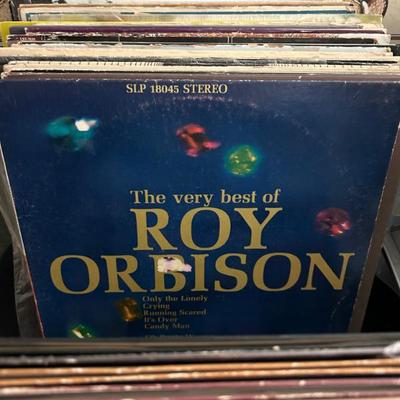 SLP 18045 STEREO
The very best of
ROY
ORBISON
Only the Lonely
Crying
Running Scared
It's Over
Candy Man